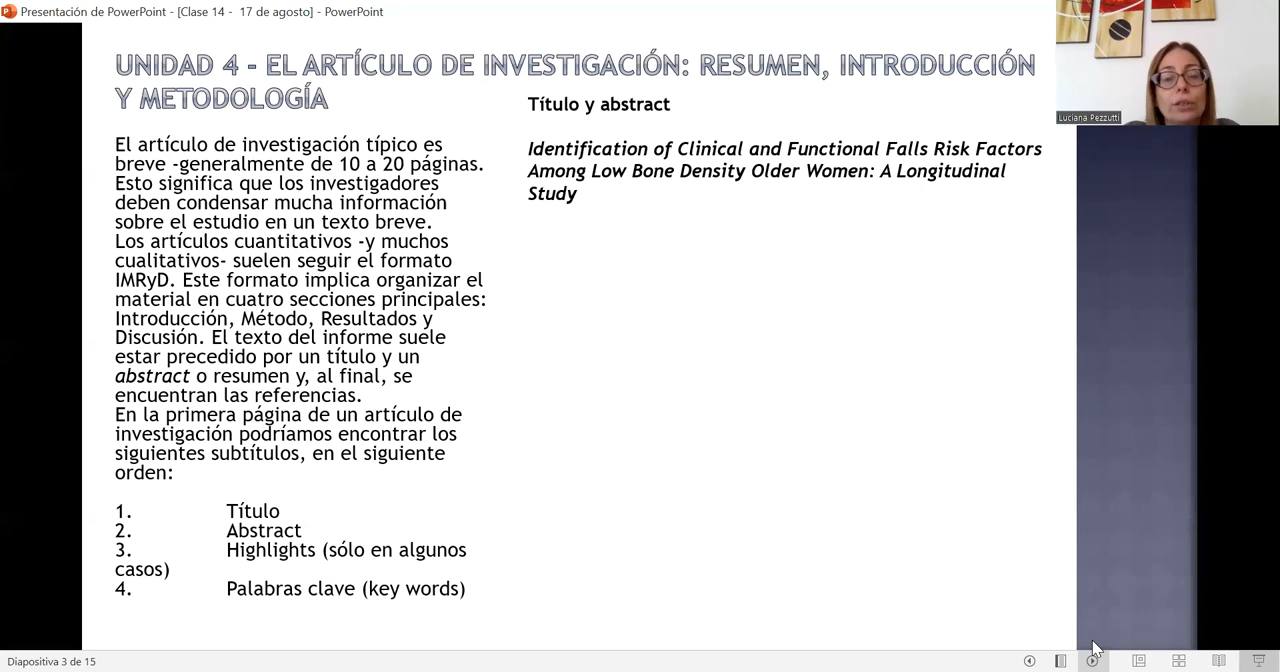 Presentación de PowerPoint - [Clase 14 - 17 de agosto] - PowerPoint
UNIDAD 4 - EL ARTÍCULO DE INVESTIGACIÓN: RESUMEN, INTRODUCCIÓN
Y METODOLOGÍA
El artículo de investigación típico es
breve -generalmente de 10 a 20 páginas.
Esto significa que los investigadores
deben condensar mucha información
sobre el estudio en un texto breve.
Los artículos cuantitativos -y muchos
cualitativos- suelen seguir el formato
IMRyD. Este formato implica organizar el
material en cuatro secciones principales:
Introducción, Método, Resultados y
Discusión. El texto del informe suele
estar precedido por un título y un
abstract o resumen y, al final, se
encuentran las referencias.
En la primera página de un artículo de
investigación podríamos encontrar los
siguientes subtítulos, en el siguiente
orden:
1. Título
2. Abstract
3. Highlights (sólo en algunos
casos)
4. Palabras clave (key words)
Título y abstract
Identification of Clinical and Functional Falls Risk Factors
Among Low Bone Density Older Women: A Longitudinal
Study
Luciana Pezzutti
Diapositiva 3 de 15